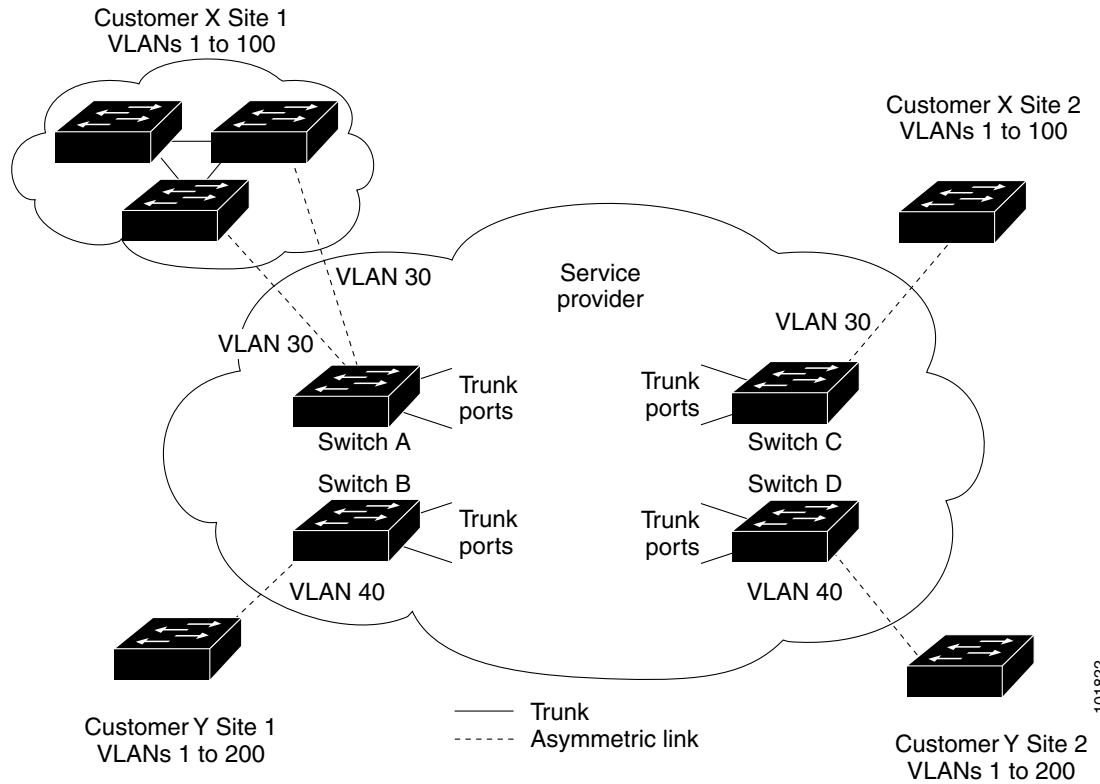 Customer X Site 1
VLANs 1 to 100
Customer X Site 2
VLANs 1 to 100
VLAN 30
Service
provider
VLAN 30
VLAN 30
Trunk
ports
Trunk
ports
Switch A
Switch C
Switch B
Switch D
Trunk
ports
Trunk
ports
VLAN 40
VLAN 40
Customer Y Site 1
VLANs 1 to 200
Trunk
Asymmetric link
Customer Y Site 2
VLANs 1 to 200
101822